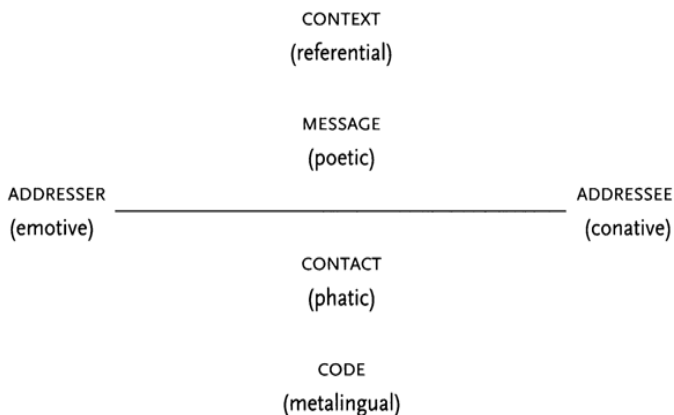 CONTEXT
(referential)
MESSAGE
(poetic)
ADDRESSER ADDRESSEE
(emotive) (conative)
CONTACT
(phatic)
CODE
(metalingual)